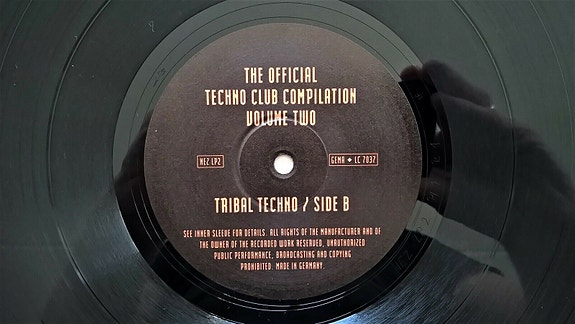 THE OFFICIAL
TECHNO CLUB COMPILATION
VOLUME TWO
NEZ LP2
GEMA ◆ LC 7037
TRIBAL TECHNO / SIDE B
SEE INNER SLEEVE FOR DETAILS. ALL RIGHTS OF THE MANUFACTURER AND OF
THE OWNER OF THE RECORDED WORK RESERVED, UNAUTHORIZED
PUBLIC PERFORMANCE, BROADCASTING AND COPYING
PROHIBITED. MADE IN GERMANY.